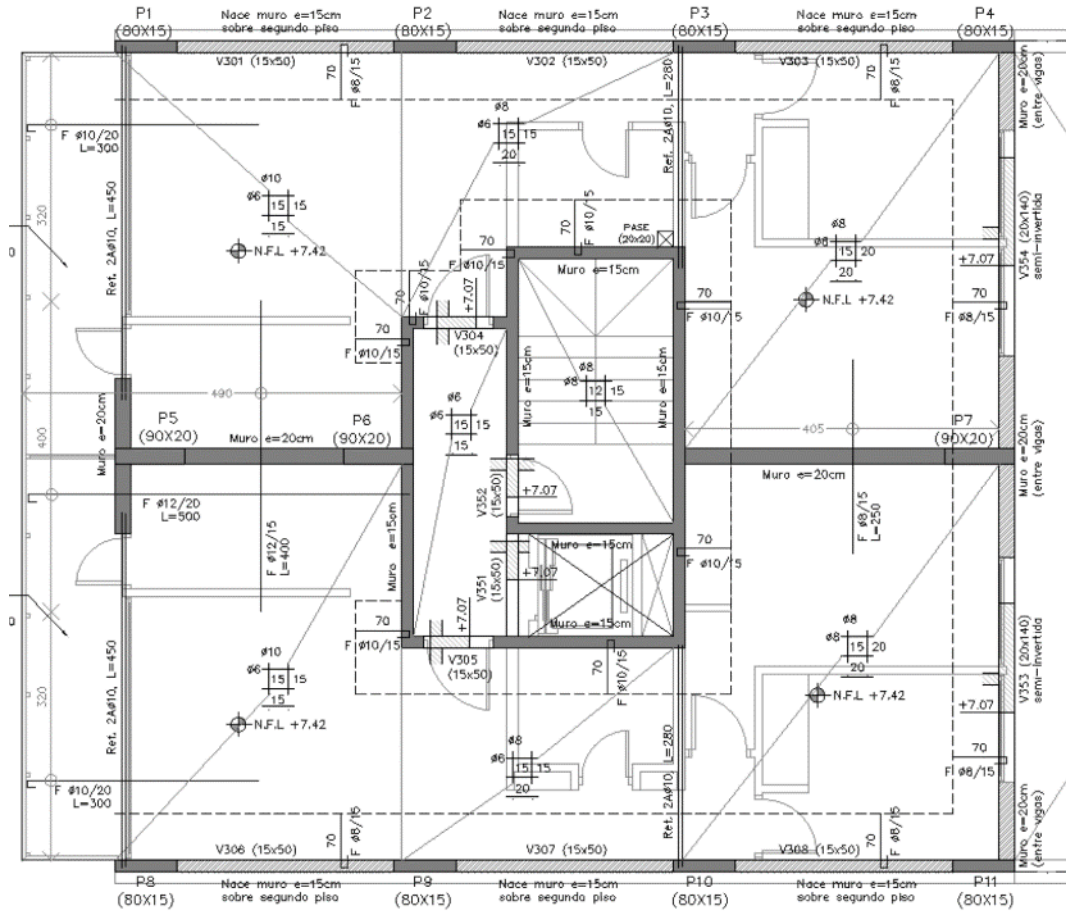 P1
(80X15)
Nace muro e=15cm
sobre segundo piso
P2
(80X15)
Nace muro e=15cm
sobre segundo piso
P3
(80X15)
Nace muro e=15cm
sobre segundo piso
P4
(80X15)
V301 (15x50)
V302 (15x50)
V303 (15x50)
70
F Ø8/15
70
F Ø8/15
Muro e=20cm
(entre vigas)
F Ø10/20
L=300
Ref. 2AØ10, L=280
Ø8
Ø6
15
15
20
Ø10
Ø6
15
15
15
Ref. 2AØ10, L=450
320
N.F.L +7.42
70
F Ø10/15
PASE
(20x20)
70
F Ø10/15
Muro e=15cm
Ø8
Ø6
15
20
20
N.F.L +7.42
V354 (20x140)
semi-invertida
+7.07
70
F Ø8/15
70
F Ø10/15
+7.07
70
F Ø10/15
70
F Ø10/15
V304
(15x50)
Muro e=15cm
Muro e=15cm
Ø8
Ø8
12
15
15
Ø6
Ø6
15
15
15
490
400
Muro e=20cm
P5
(90X20)
Muro e=20cm
P6
(90X20)
405
P7
(90X20)
Muro e=20cm
Muro e=20cm
(entre vigas)
F Ø12/20
L=500
F Ø12/15
L=400
Muro e=15cm
V352
(15x50)
+7.07
F Ø8/15
L=250
Muro e=15cm
V351
(15x50)
+7.07
Muro e=15cm
70
F Ø10/15
70
F Ø10/15
+7.07
V305
(15x50)
70
F Ø10/15
Ø8
Ø8
15
20
20
N.F.L +7.42
V353 (20x140)
semi-invertida
+7.07
70
F Ø8/15
Ø10
Ø6
15
15
15
N.F.L +7.42
Ref. 2AØ10, L=450
320
F Ø10/20
L=300
Ø8
Ø6
15
15
20
Ref. 2AØ10, L=280
70
F Ø8/15
70
F Ø8/15
Muro e=20cm
(entre vigas)
V306 (15x50)
V307 (15x50)
V308 (15x50)
P8
(80X15)
Nace muro e=15cm
sobre segundo piso
P9
(80X15)
Nace muro e=15cm
sobre segundo piso
P10
(80X15)
Nace muro e=15cm
sobre segundo piso
P11
(80X15)